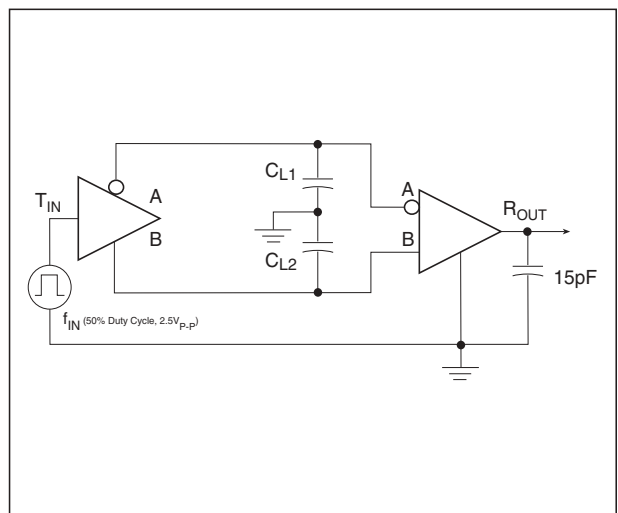 A
B
T_IN
C_L1
C_L2
A
B
R_OUT
15pF
f_IN (50% Duty Cycle, 2.5V_P-P)